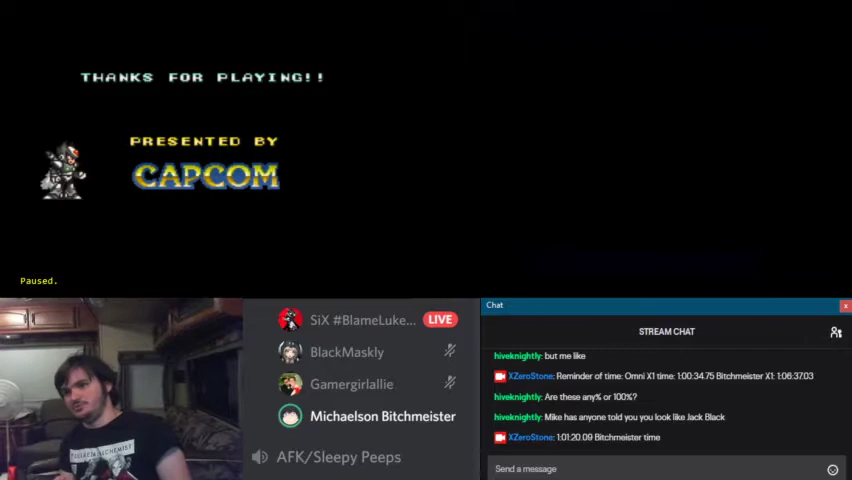 THANKS FOR PLAYING!!
PRESENTED BY
CAPCOM
Paused.
SiX #BlameLuke... LIVE
BlackMaskly
Gamergirlallie
Michaelson Bitchmeister
AFK/Sleepy Peeps
Chat
x
STREAM CHAT
hiveknightly: but me like
XZeroStone: Reminder of time: Omni X1 time: 1:00:34.75 Bitchmeister X1: 1:06:37.03
hiveknightly: Are these any% or 100%?
hiveknightly: Mike has anyone told you you look like Jack Black
XZeroStone: 1:01:20.09 Bitchmeister time
Send a message